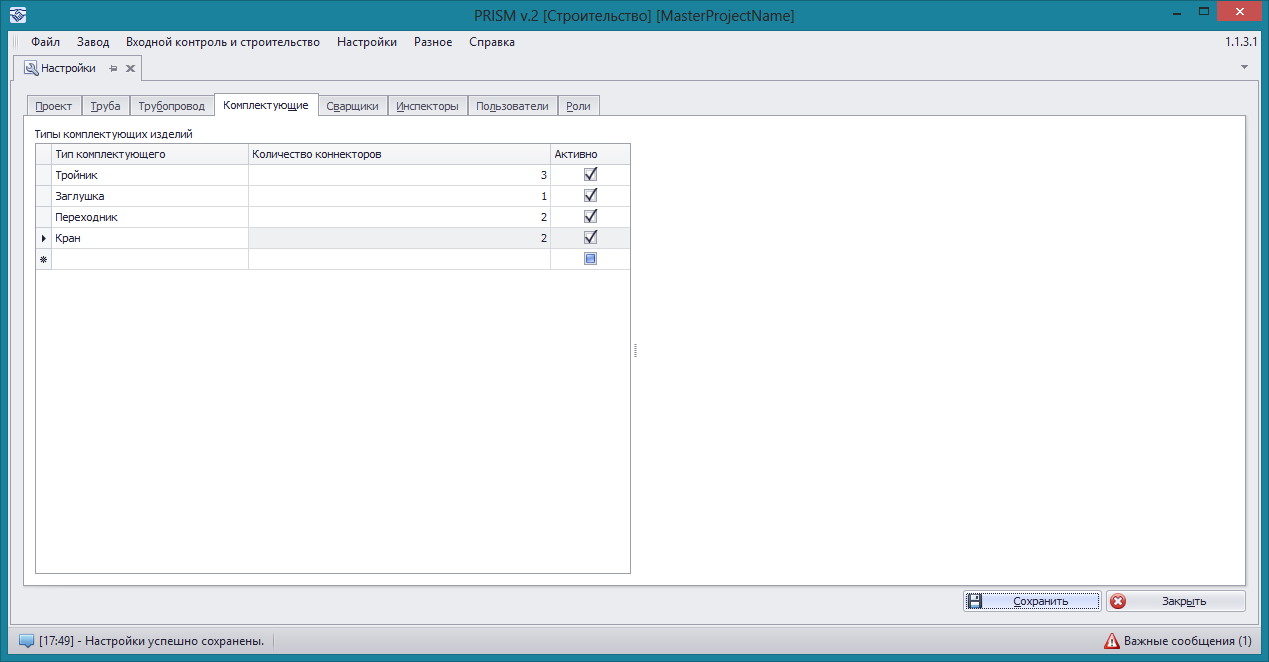 PRISM v.2 [Строительство] [MasterProjectName]
Файл Завод Входной контроль и строительство Настройки Разное Справка 1.1.3.1
Настройки
Проект Труба Трубопровод Комплектующие Сварщики Инспекторы Пользователи Роли
Типы комплектующих изделий
Тип комплектующего Количество коннекторов Активно
Тройник 3
Заглушка 1
Переходник 2
Кран 2
Сохранить Закрыть
[17:49] - Настройки успешно сохранены. Важные сообщения (1)